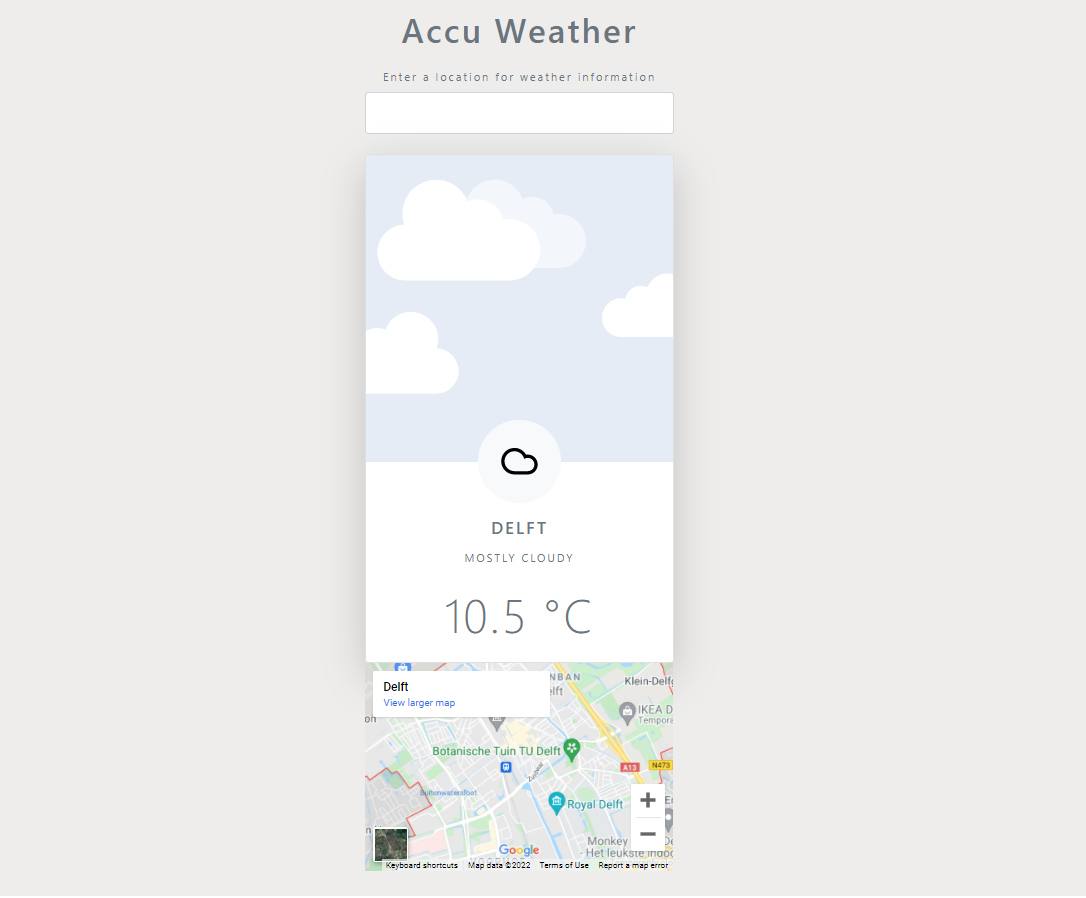 Accu Weather
Enter a location for weather information
DELFT
MOSTLY CLOUDY
10.5 °C
Delft
View larger map
Klein-Delfg
IKEA D
Tempora
Botanische Tuin TU Delft
A13
N473
Zuidwal
Buitenwatersloot
Royal Delft
Monkey
Het leukste indoo
Google
Keyboard shortcuts
Map data ©2022
Terms of Use
Report a map error